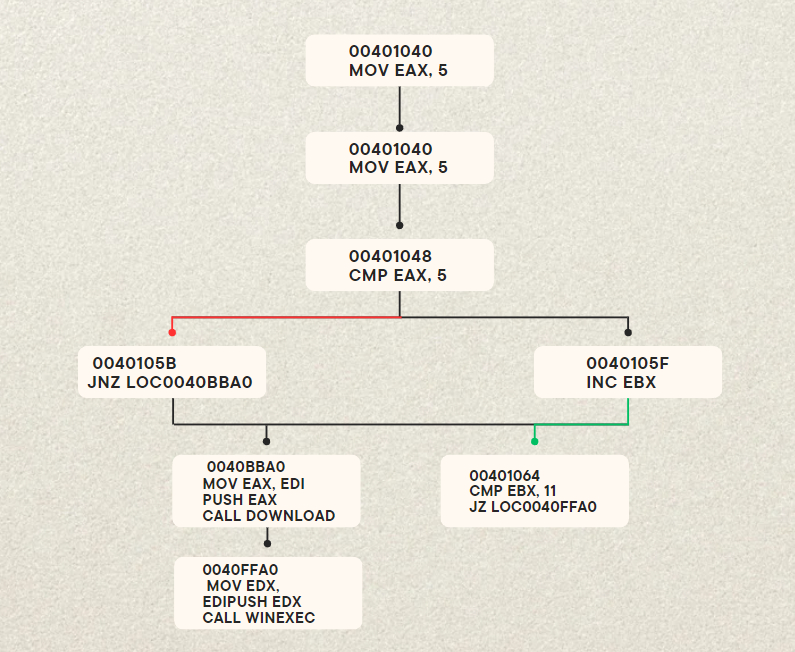 00401040
MOV EAX, 5
00401040
MOV EAX, 5
00401048
CMP EAX, 5
0040105B
JNZ LOC0040BBA0
0040105F
INC EBX
0040BBA0
MOV EAX, EDI
PUSH EAX
CALL DOWNLOAD
00401064
CMP EBX, 11
JZ LOC0040FFA0
0040FFA0
MOV EDX,
EDIPUSH EDX
CALL WINEXEC